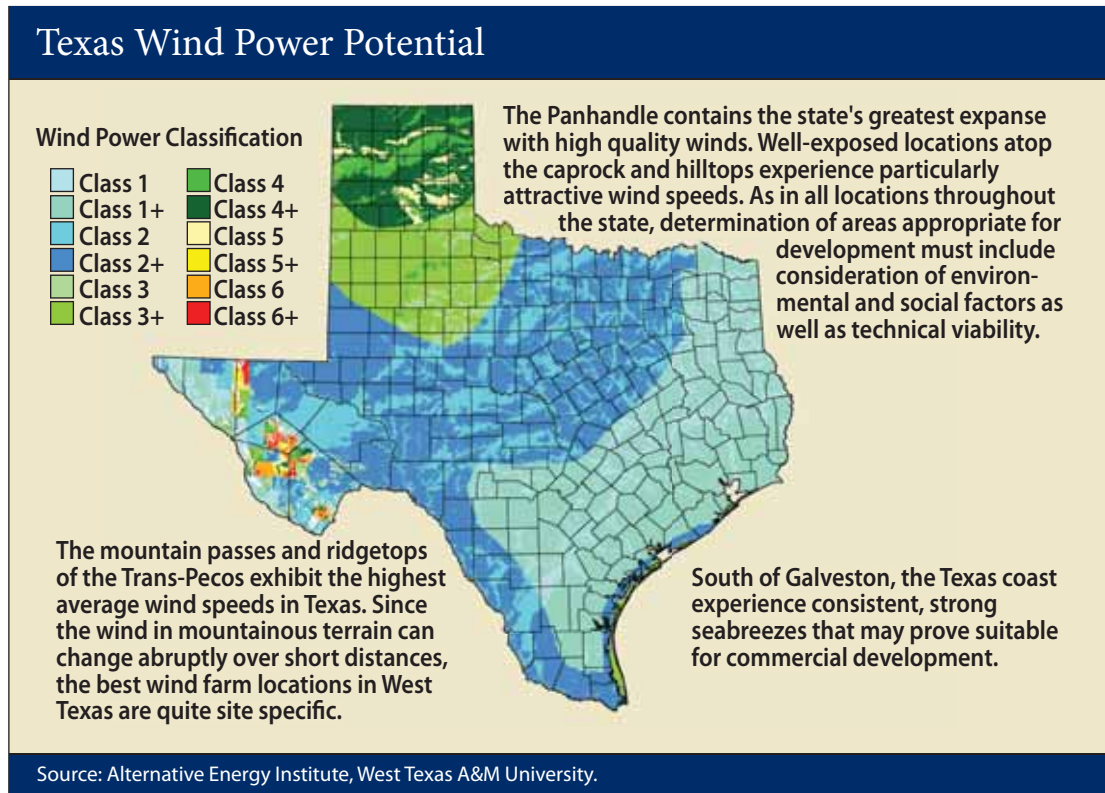 Texas Wind Power Potential
Wind Power Classification
Class 1
Class 1+
Class 2
Class 2+
Class 3
Class 3+
Class 4
Class 4+
Class 5
Class 5+
Class 6
Class 6+
The Panhandle contains the state's greatest expanse
with high quality winds. Well-exposed locations atop
the caprock and hilltops experience particularly
attractive wind speeds. As in all locations throughout
the state, determination of areas appropriate for
development must include
consideration of environ-
mental and social factors as
well as technical viability.
The mountain passes and ridgetops
of the Trans-Pecos exhibit the highest
average wind speeds in Texas. Since
the wind in mountainous terrain can
change abruptly over short distances,
the best wind farm locations in West
Texas are quite site specific.
South of Galveston, the Texas coast
experience consistent, strong
seabreezes that may prove suitable
for commercial development.
Source: Alternative Energy Institute, West Texas A&M University.